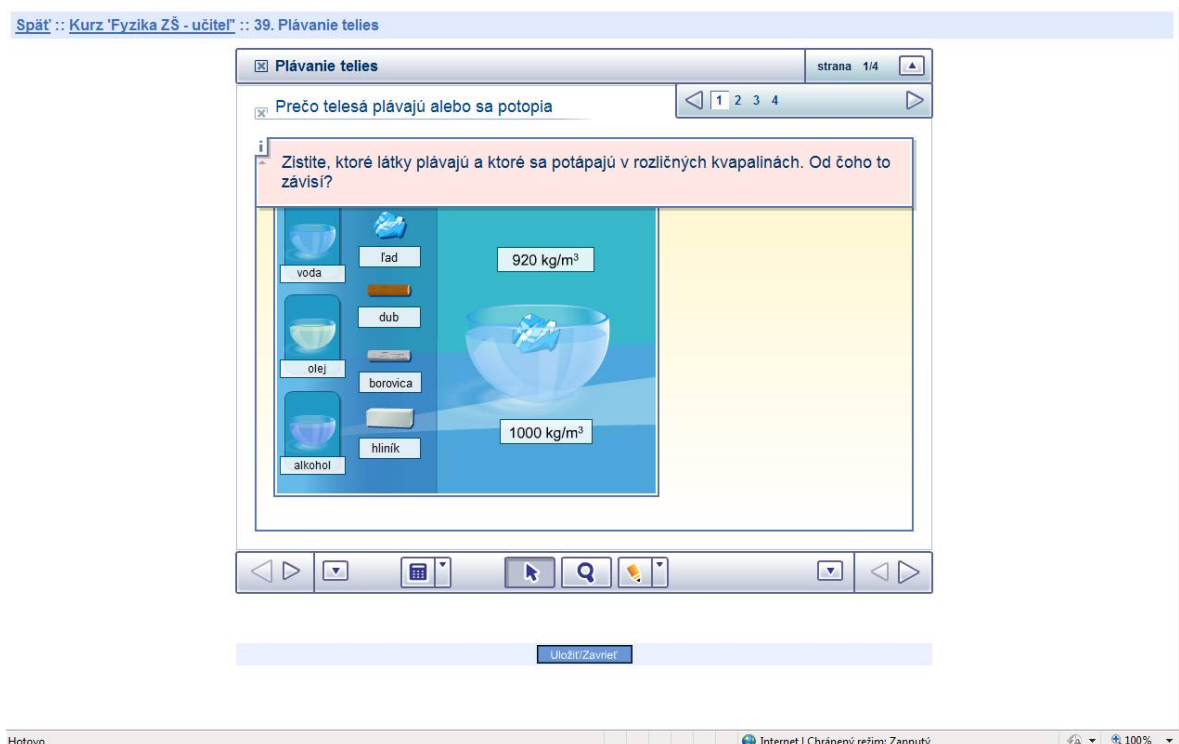 Späť :: Kurz 'Fyzika ZŠ - učiteľ' :: 39. Plávanie telies
Plávanie telies
strana 1/4
Prečo telesá plávajú alebo sa potopia
1 2 3 4
i
Zistite, ktoré látky plávajú a ktoré sa potápajú v rozličných kvapalinách. Od čoho to
závisí?
voda
ľad
920 kg/m³
dub
olej
borovica
1000 kg/m³
hliník
alkohol
Uložiť/Zavrieť
Hotovo
Internet | Chránený režim: Zapnutý
100%